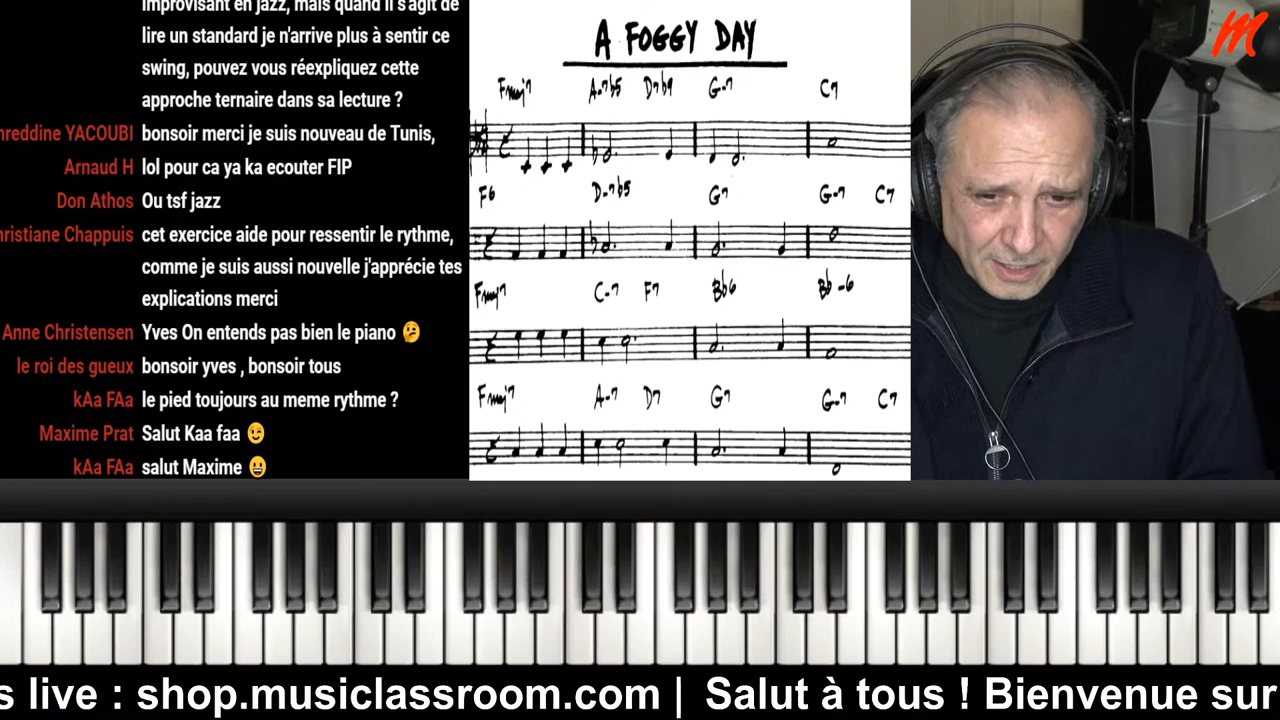 improvisant en jazz, mais quand il s'agit de
lire un standard je n'arrive plus à sentir ce
swing, pouvez vous réexpliquez cette
approche ternaire dans sa lecture ?
hreddine YACOUBI bonsoir merci je suis nouveau de Tunis,
Arnaud H lol pour ca ya ka ecouter FIP
Don Athos Ou tsf jazz
hristiane Chappuis cet exercice aide pour ressentir le rythme,
comme je suis aussi nouvelle j'apprécie tes
explications merci
Anne Christensen Yves On entends pas bien le piano 🤔
le roi des gueux bonsoir yves , bonsoir tous
kAa FAa le pied toujours au meme rythme ?
Maxime Prat Salut Kaa faa 😉
kAa FAa salut Maxime 😀
A FOGGY DAY
Fmaj7 A-7b5 D7b9 G-7 C7
F6 D-7b5 G7 G-7 C7
Fmaj7 C-7 F7 Bb6 Bb-6
Fmaj7 A-7 D7 G7 G-7 C7
M
s live : shop.musiclassroom.com | Salut à tous ! Bienvenue sur